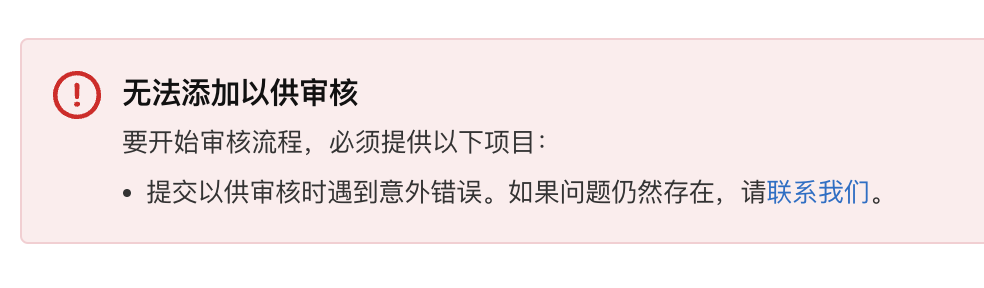 无法添加以供审核
要开始审核流程，必须提供以下项目：
• 提交以供审核时遇到意外错误。如果问题仍然存在，请联系我们。